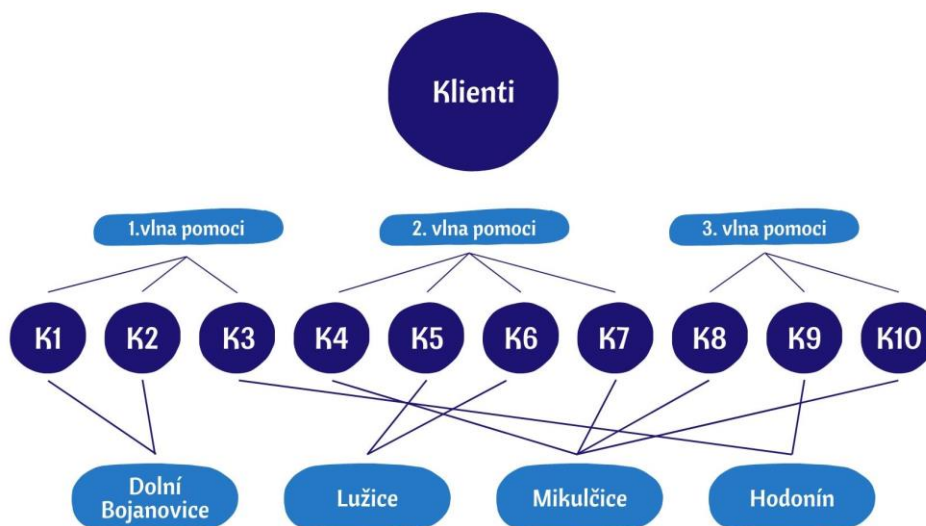 Klienti
1.vlna pomoci
2. vlna pomoci
3. vlna pomoci
K1
K2
K3
K4
K5
K6
K7
K8
K9
K10
Dolní
Bojanovice
Lužice
Mikulčice
Hodonín